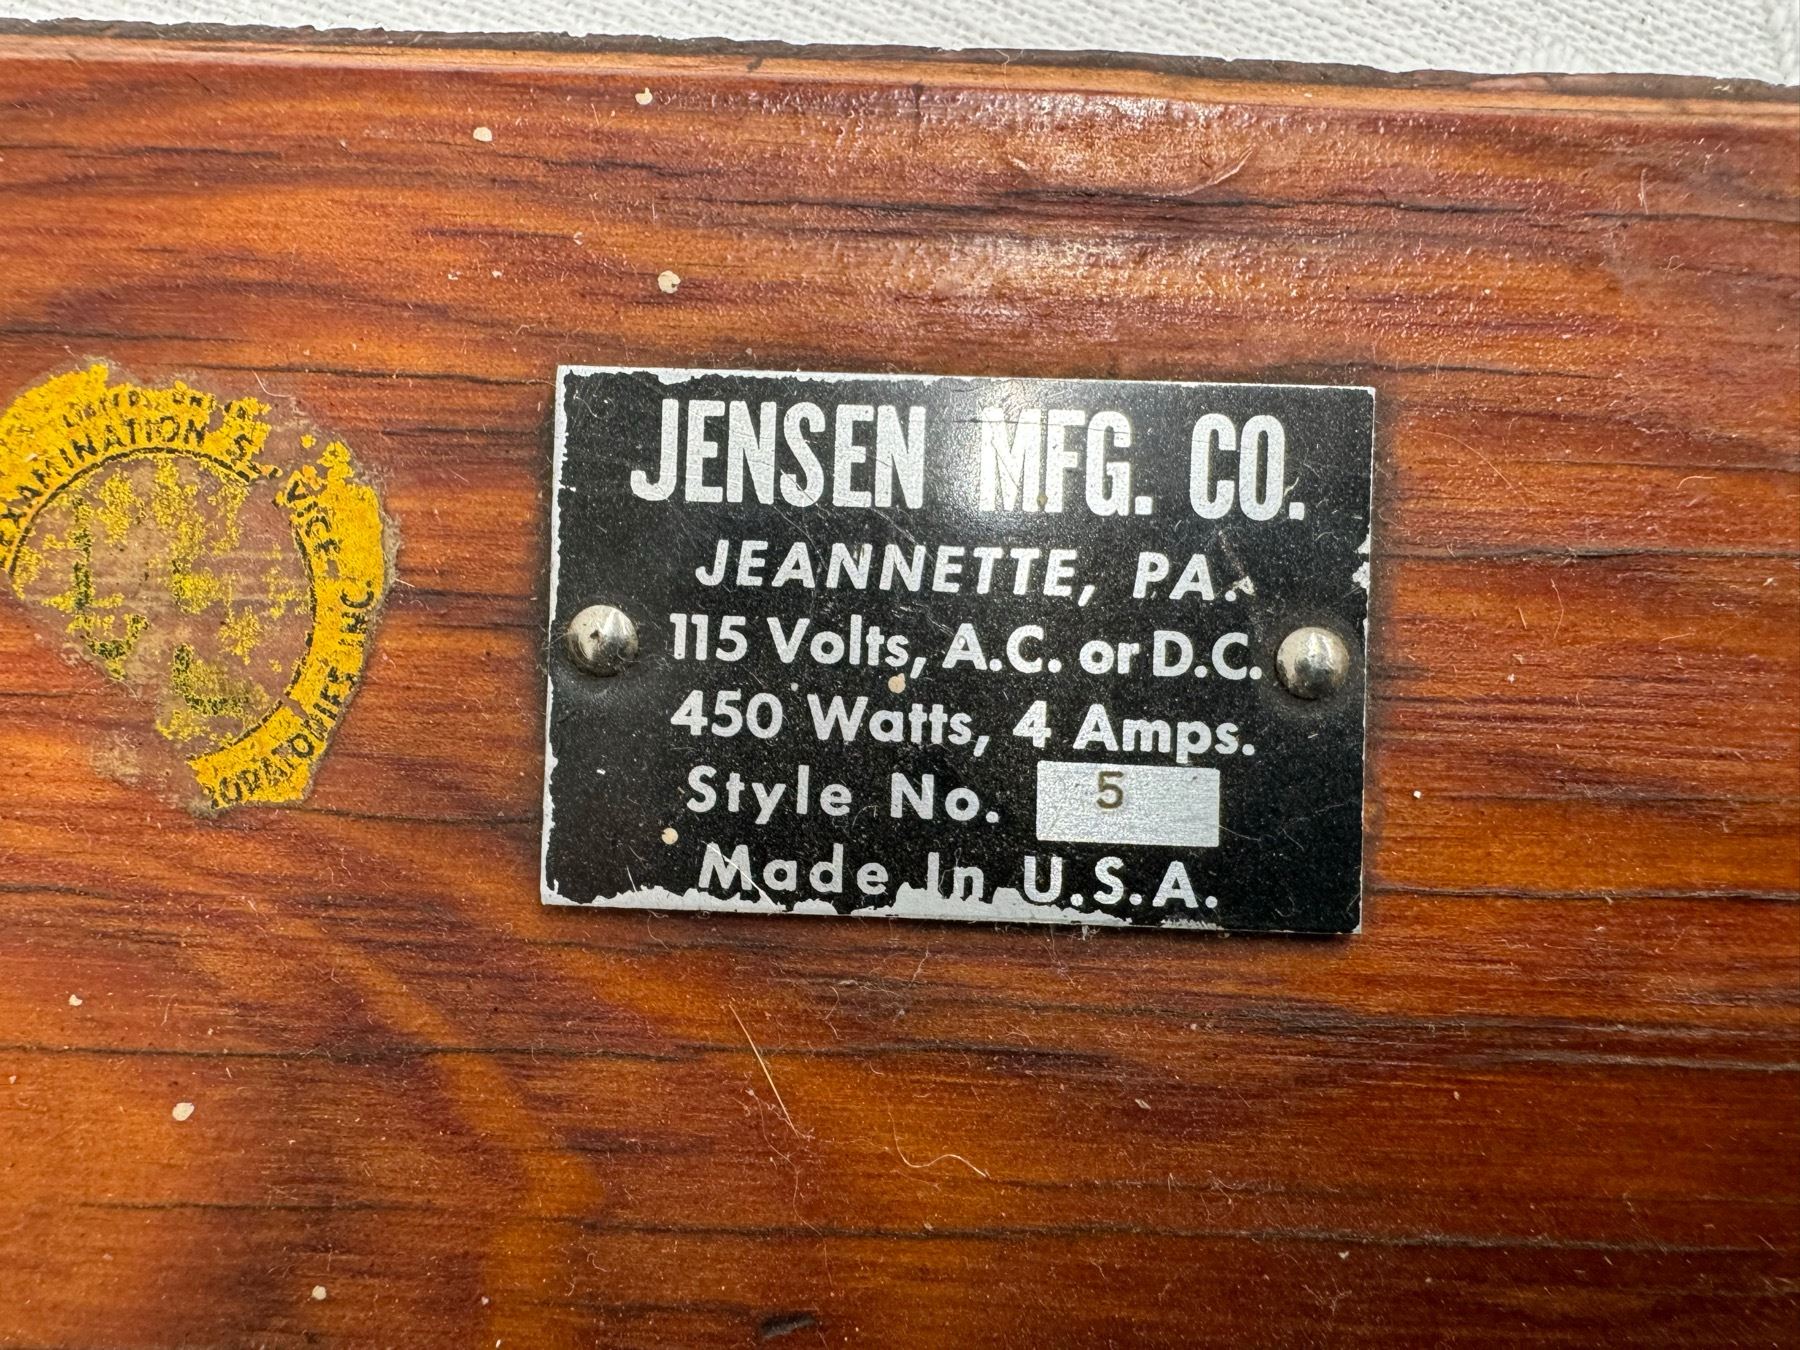 EXAMINATION
INC.
JENSEN MFG. CO.
JEANNETTE, PA.
115 Volts, A.C. or D.C.
450 Watts, 4 Amps.
Style No. 5
Made In U.S.A.